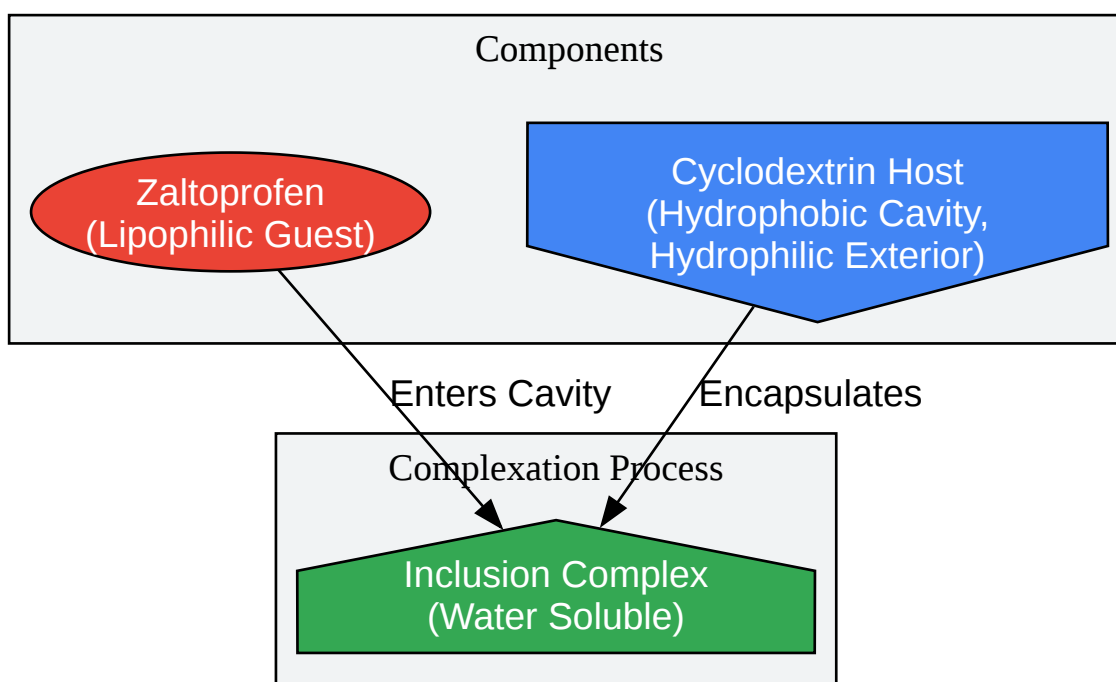 Components
Zaltoprofen
(Lipophilic Guest)
Cyclodextrin Host
(Hydrophobic Cavity,
Hydrophilic Exterior)
Enters Cavity
Encapsulates
Complexation Process
Inclusion Complex
(Water Soluble)